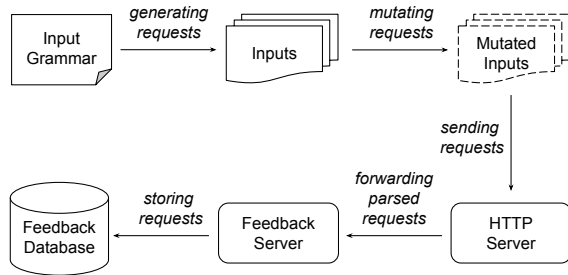 generating
requests
mutating
requests
Input
Grammar
Inputs
Mutated
Inputs
sending
requests
forwarding
parsed
requests
storing
requests
Feedback
Database
Feedback
Server
HTTP
Server